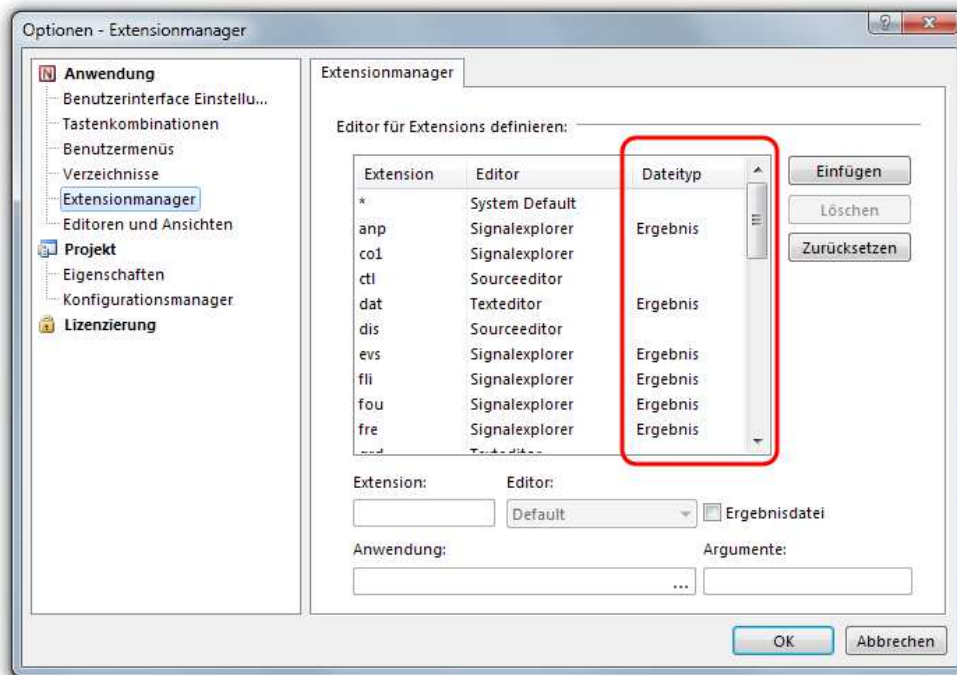 Optionen - Extensionmanager
Anwendung
Benutzerinterface Einstellu...
Tastenkombinationen
Benutzermenüs
Verzeichnisse
Extensionmanager
Editoren und Ansichten
Projekt
Eigenschaften
Konfigurationsmanager
Lizenzierung
Extensionmanager
Editor für Extensions definieren:
Extension Editor Dateityp
* System Default
anp Signalexplorer Ergebnis
co1 Signalexplorer
ctl Sourceeditor
dat Texteditor Ergebnis
dis Sourceeditor
evs Signalexplorer Ergebnis
fli Signalexplorer Ergebnis
fou Signalexplorer Ergebnis
fre Signalexplorer Ergebnis
Einfügen
Löschen
Zurücksetzen
Extension: Editor:
Default Ergebnisdatei
Anwendung: Argumente:
...
OK Abbrechen